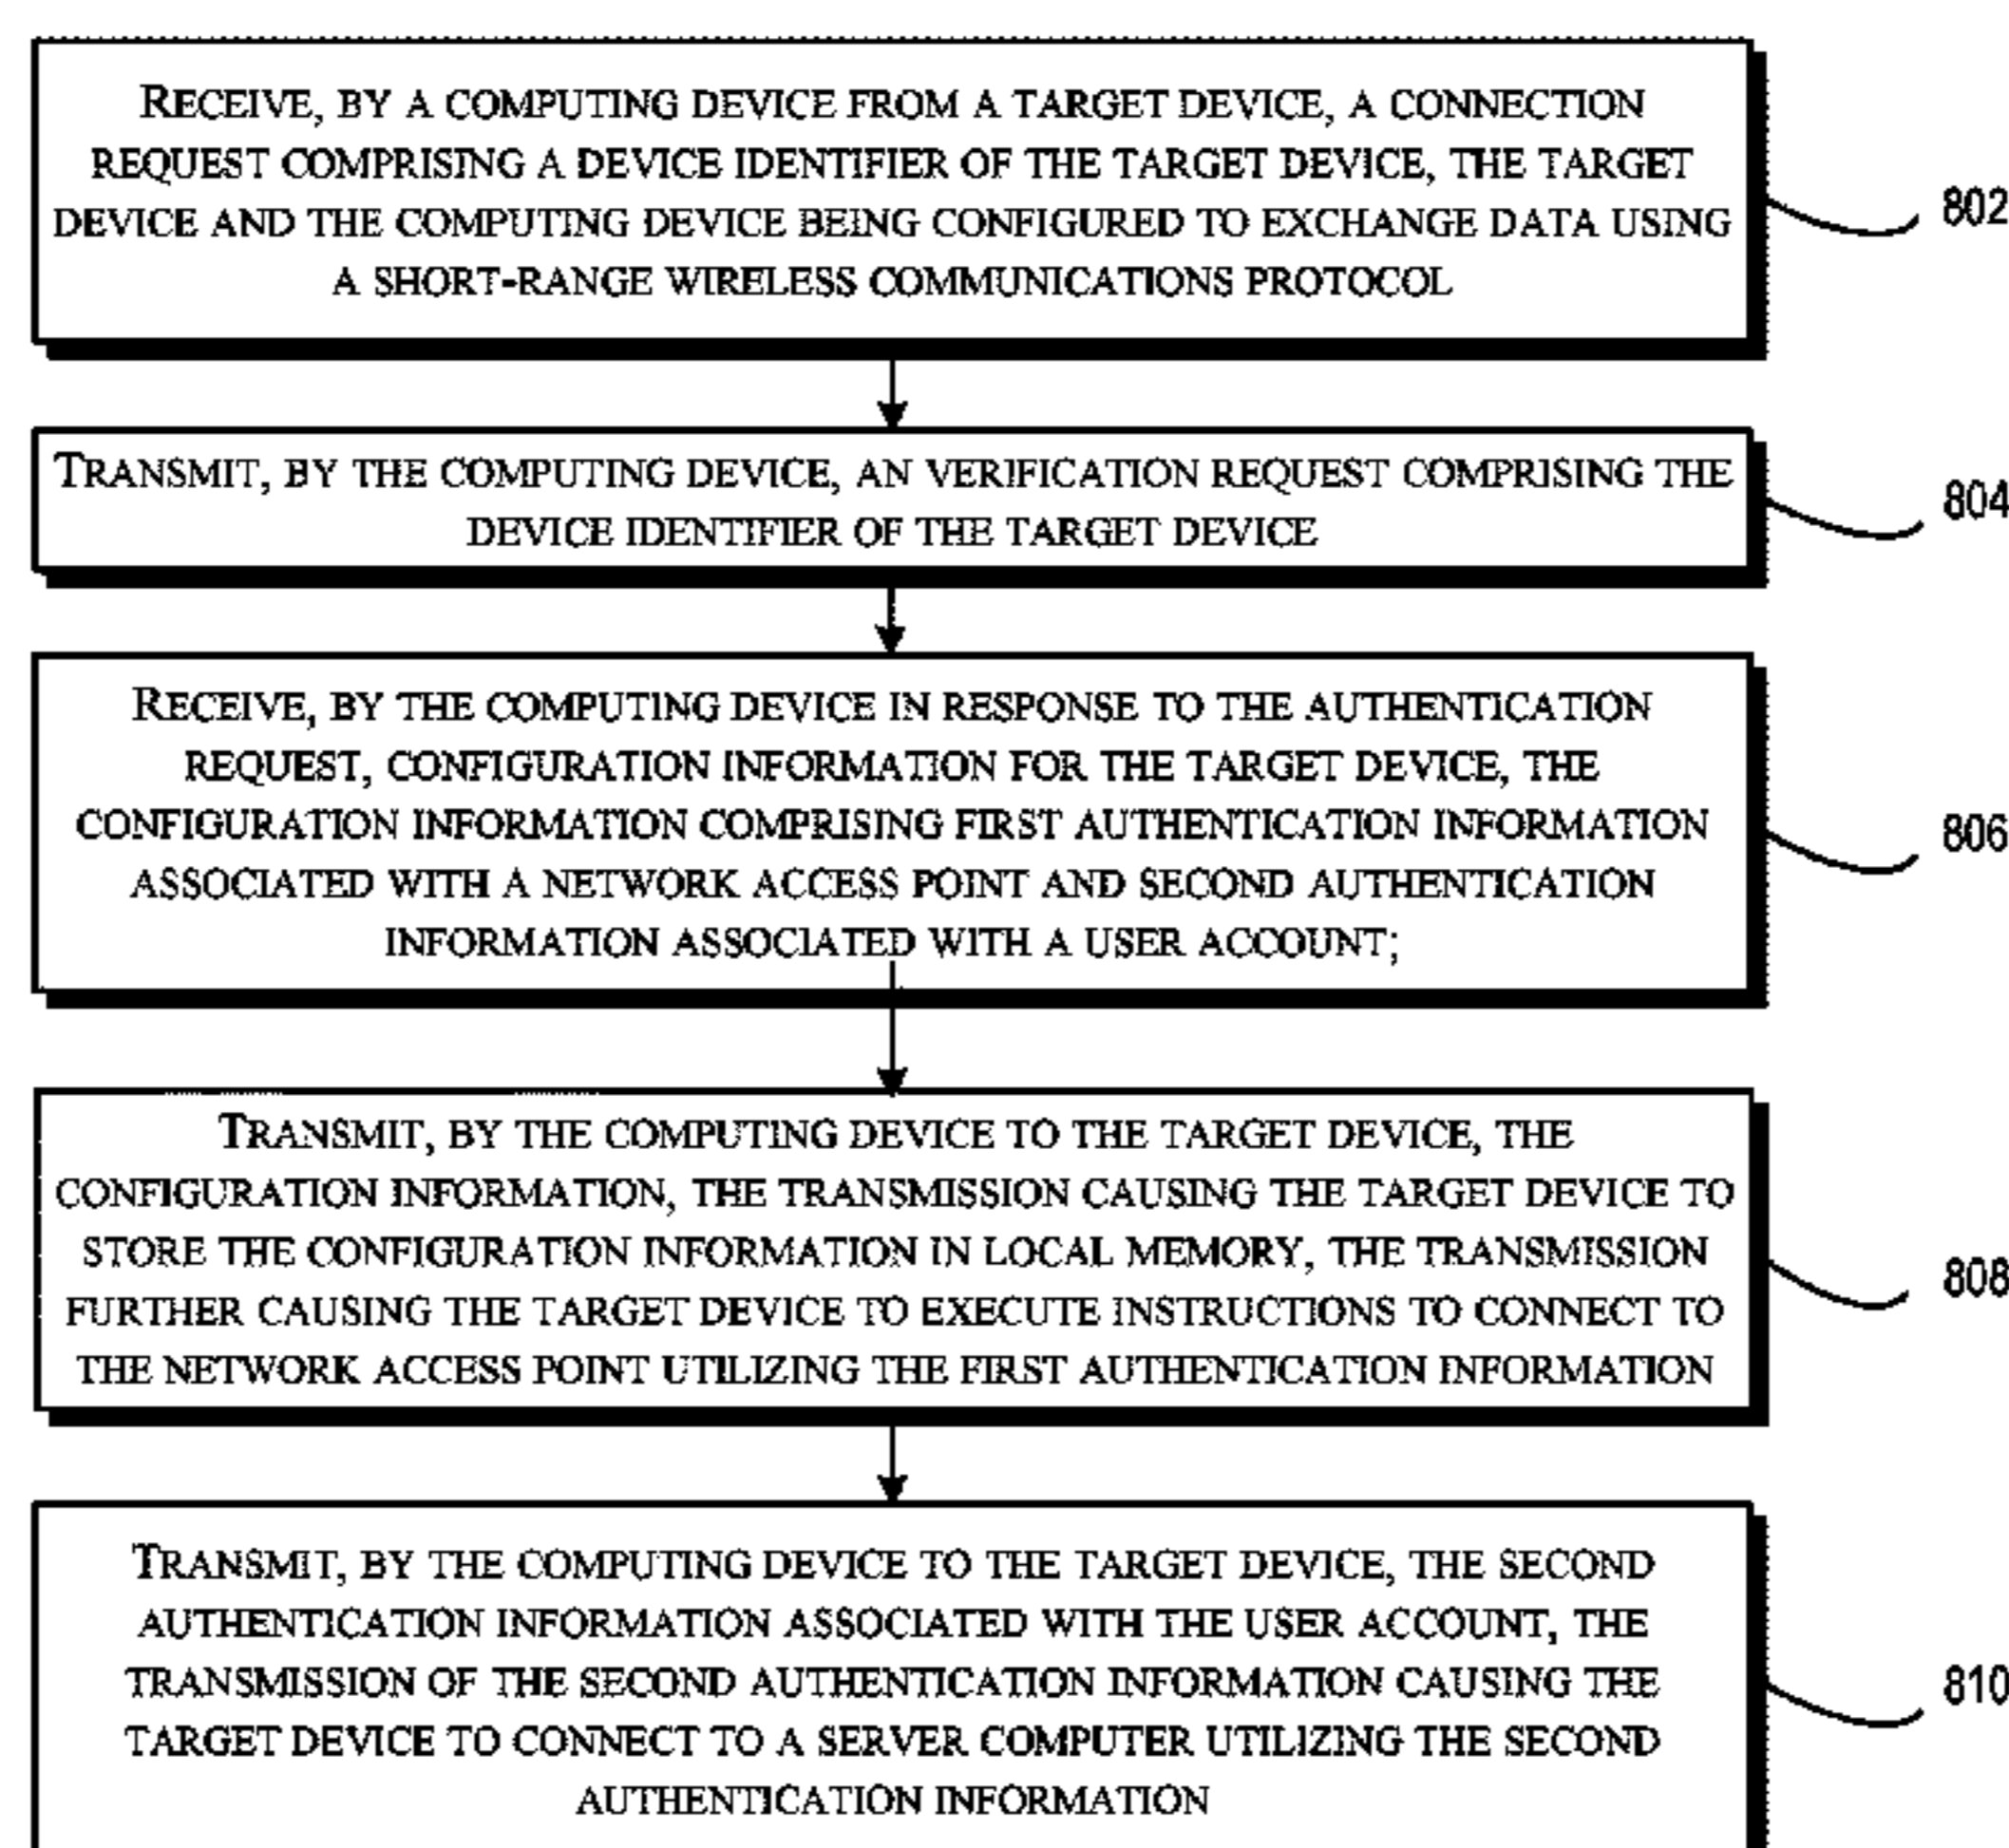 RECEIVE, BY A COMPUTING DEVICE FROM A TARGET DEVICE, A CONNECTION
REQUEST COMPRISING A DEVICE IDENTIFIER OF THE TARGET DEVICE, THE TARGET
DEVICE AND THE COMPUTING DEVICE BEING CONFIGURED TO EXCHANGE DATA USING
A SHORT-RANGE WIRELESS COMMUNICATIONS PROTOCOL
802
TRANSMIT, BY THE COMPUTING DEVICE, AN VERIFICATION REQUEST COMPRISING THE
DEVICE IDENTIFIER OF THE TARGET DEVICE
804
RECEIVE, BY THE COMPUTING DEVICE IN RESPONSE TO THE AUTHENTICATION
REQUEST, CONFIGURATION INFORMATION FOR THE TARGET DEVICE, THE
CONFIGURATION INFORMATION COMPRISING FIRST AUTHENTICATION INFORMATION
ASSOCIATED WITH A NETWORK ACCESS POINT AND SECOND AUTHENTICATION
INFORMATION ASSOCIATED WITH A USER ACCOUNT;
806
TRANSMIT, BY THE COMPUTING DEVICE TO THE TARGET DEVICE, THE
CONFIGURATION INFORMATION, THE TRANSMISSION CAUSING THE TARGET DEVICE TO
STORE THE CONFIGURATION INFORMATION IN LOCAL MEMORY, THE TRANSMISSION
FURTHER CAUSING THE TARGET DEVICE TO EXECUTE INSTRUCTIONS TO CONNECT TO
THE NETWORK ACCESS POINT UTILIZING THE FIRST AUTHENTICATION INFORMATION
808
TRANSMIT, BY THE COMPUTING DEVICE TO THE TARGET DEVICE, THE SECOND
AUTHENTICATION INFORMATION ASSOCIATED WITH THE USER ACCOUNT, THE
TRANSMISSION OF THE SECOND AUTHENTICATION INFORMATION CAUSING THE
TARGET DEVICE TO CONNECT TO A SERVER COMPUTER UTILIZING THE SECOND
AUTHENTICATION INFORMATION
810